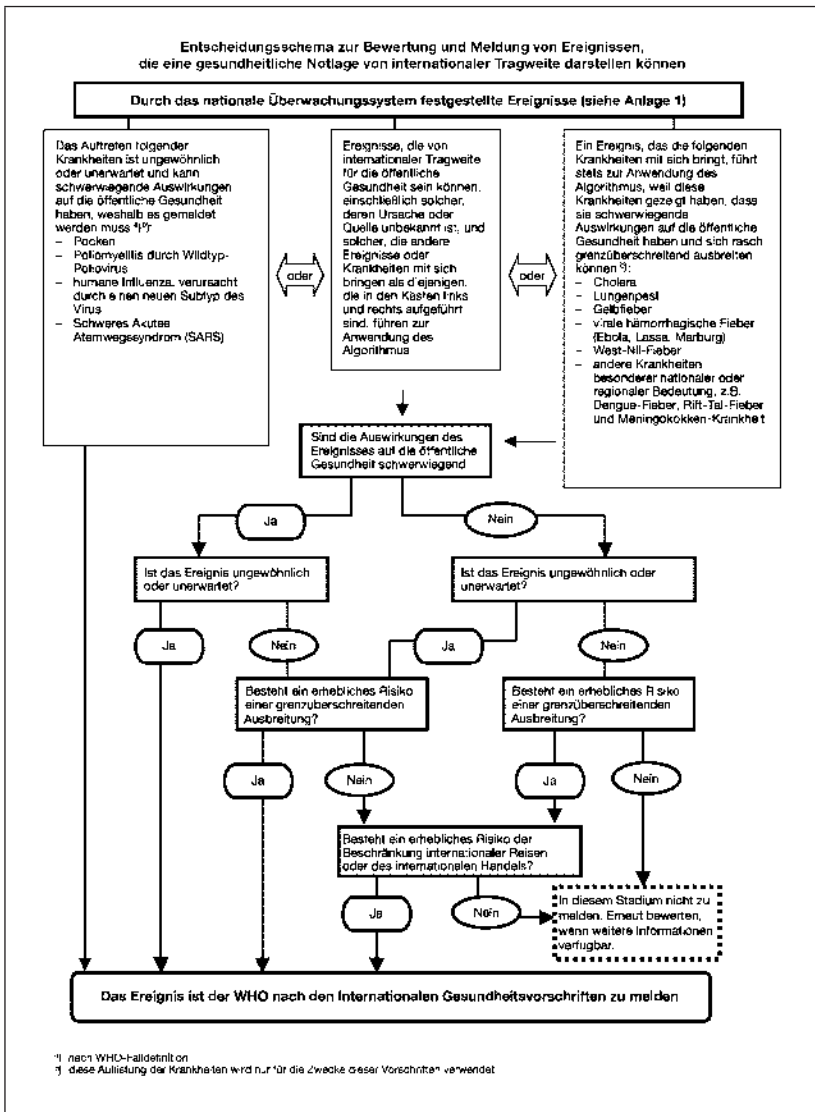 Entscheidungsschema zur Bewertung und Meldung von Ereignissen,
die eine gesundheitliche Notlage von internationaler Tragweite darstellen können
Durch das nationale Überwachungssystem festgestellte Ereignisse (siehe Anlage 1)
Das Auftreten folgender
Krankheiten ist ungewöhnlich
oder unerwartet und kann
schwerwiegende Auswirkungen
auf die öffentliche Gesundheit
haben, weshalb es gemeldet
werden muss ᵃ⁾ᵇ⁾:
– Pocken
– Poliomyelitis durch Wildtyp-
Poliovirus
– humane Influenza, verursacht
durch einen neuen Subtyp des
Virus
– Schweres Akutes
Atemwegssyndrom (SARS)
oder
Ereignisse, die von
internationaler Tragweite
für die öffentliche
Gesundheit sein können,
einschließlich solcher,
deren Ursache oder
Quelle unbekannt ist, und
solcher, die andere
Ereignisse oder
Krankheiten mit sich
bringen als diejenigen,
die in den Kästen links
und rechts aufgeführt
sind, führen zur
Anwendung des
Algorithmus
oder
Ein Ereignis, das die folgenden
Krankheiten mit sich bringt, führt
stets zur Anwendung des
Algorithmus, weil diese
Krankheiten gezeigt haben, dass
sie schwerwiegende
Auswirkungen auf die öffentliche
Gesundheit haben und sich rasch
grenzüberschreitend ausbreiten
können ᵇ⁾:
– Cholera
– Lungenpest
– Gelbfieber
– virale hämorrhagische Fieber
(Ebola, Lassa, Marburg)
– West-Nil-Fieber
– andere Krankheiten
besonderer nationaler oder
regionaler Bedeutung, z.B.
Dengue-Fieber, Rift-Tal-Fieber
und Meningokokken-Krankheit
Sind die Auswirkungen des
Ereignisses auf die öffentliche
Gesundheit schwerwiegend
Ja
Nein
Ist das Ereignis ungewöhnlich
oder unerwartet?
Ist das Ereignis ungewöhnlich oder
unerwartet?
Ja
Nein
Ja
Nein
Besteht ein erhebliches Risiko
einer grenzüberschreitenden
Ausbreitung?
Besteht ein erhebliches Risiko
einer grenzüberschreitenden
Ausbreitung?
Ja
Nein
Ja
Nein
Besteht ein erhebliches Risiko der
Beschränkung internationaler Reisen
oder des internationalen Handels?
Ja
Nein
In diesem Stadium nicht zu
melden. Erneut bewerten,
wenn weitere Informationen
verfügbar.
Das Ereignis ist der WHO nach den Internationalen Gesundheitsvorschriften zu melden
ᵃ⁾ nach WHO-Falldefinition
ᵇ⁾ diese Auflistung der Krankheiten wird nur für die Zwecke dieser Vorschriften verwendet